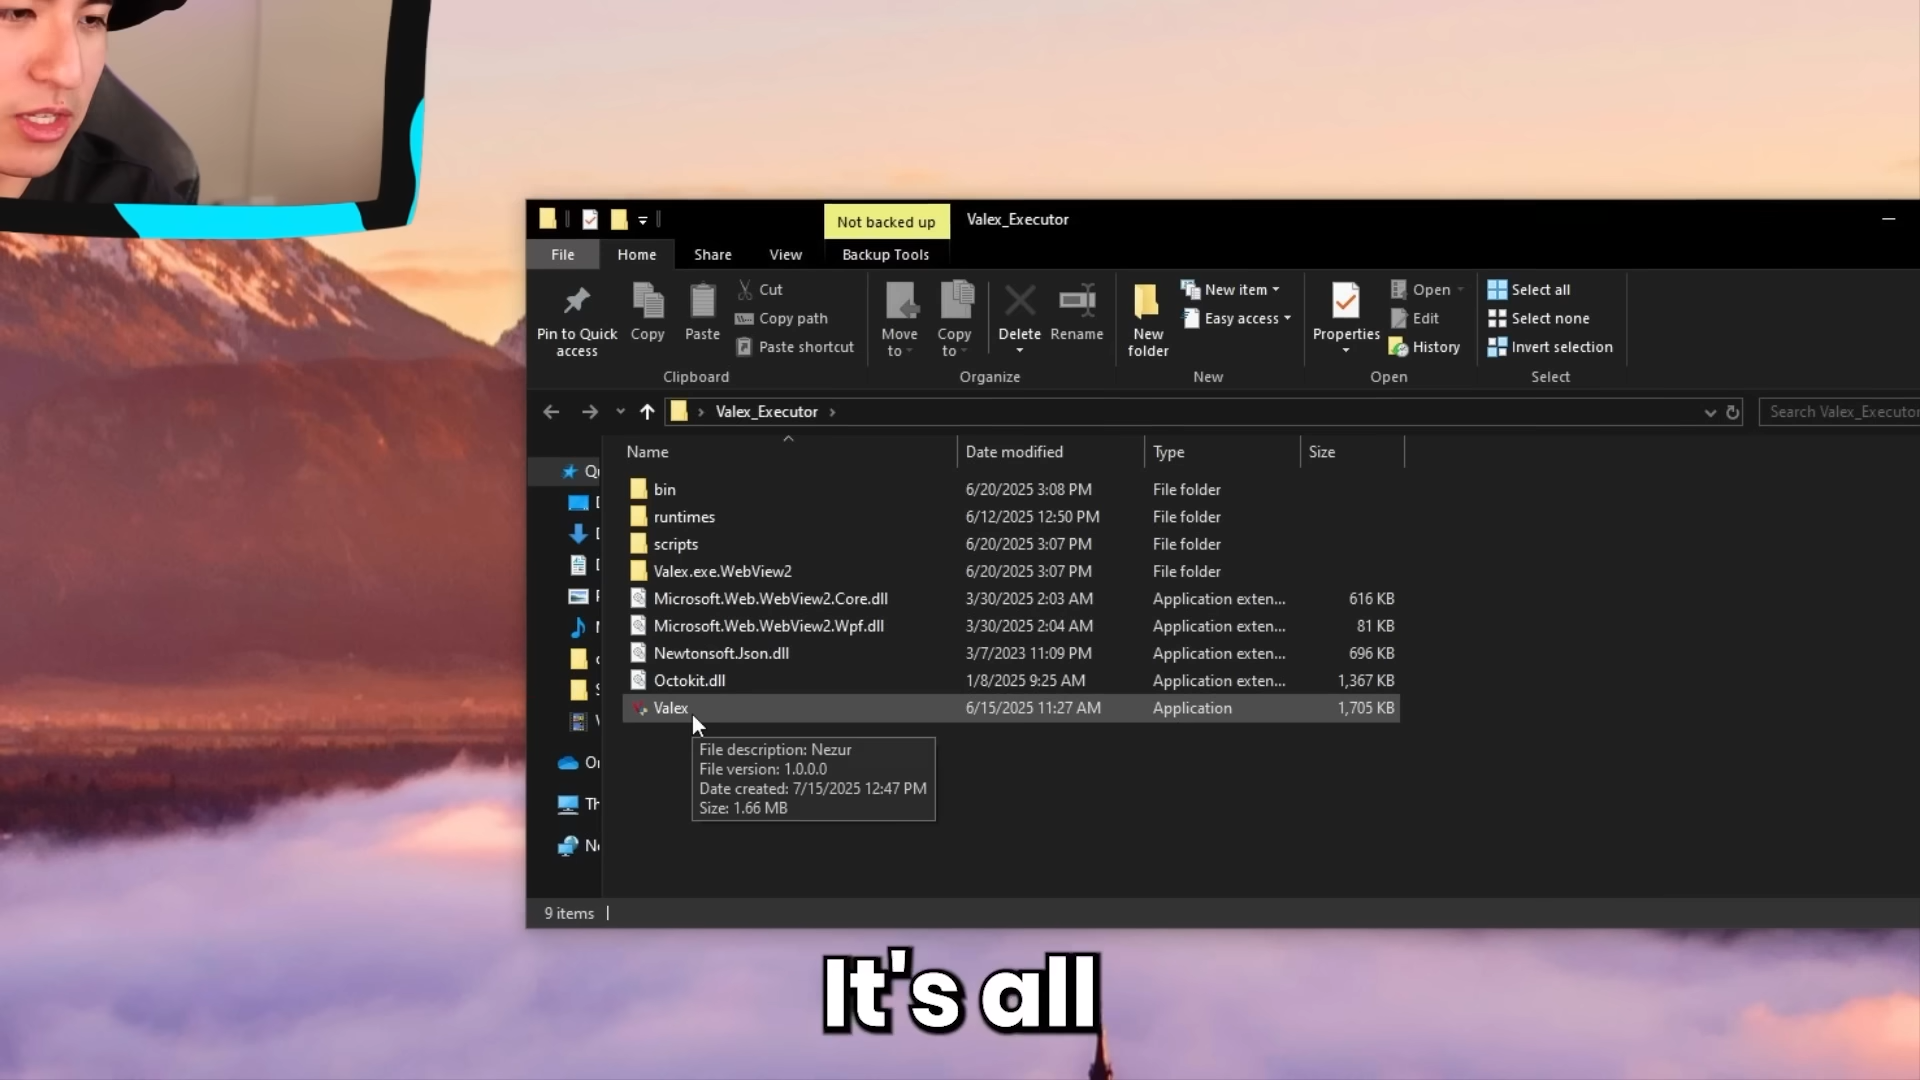 Not backed up
Valex_Executor
File
Home
Share
View
Backup Tools
Pin to Quick
access
Copy
Paste
Cut
Copy path
Paste shortcut
Clipboard
Move
to
Copy
to
Delete
Rename
Organize
New
folder
New item
Easy access
New
Properties
Open
Edit
History
Open
Select all
Select none
Invert selection
Select
Valex_Executor
Search Valex_Executor
Name
Date modified
Type
Size
bin 6/20/2025 3:08 PM File folder
runtimes 6/12/2025 12:50 PM File folder
scripts 6/20/2025 3:07 PM File folder
Valex.exe.WebView2 6/20/2025 3:07 PM File folder
Microsoft.Web.WebView2.Core.dll 3/30/2025 2:03 AM Application exten... 616 KB
Microsoft.Web.WebView2.Wpf.dll 3/30/2025 2:04 AM Application exten... 81 KB
Newtonsoft.Json.dll 3/7/2023 11:09 PM Application exten... 696 KB
Octokit.dll 1/8/2025 9:25 AM Application exten... 1,367 KB
Valex 6/15/2025 11:27 AM Application 1,705 KB
File description: Nezur
File version: 1.0.0.0
Date created: 7/15/2025 12:47 PM
Size: 1.66 MB
9 items
It's all